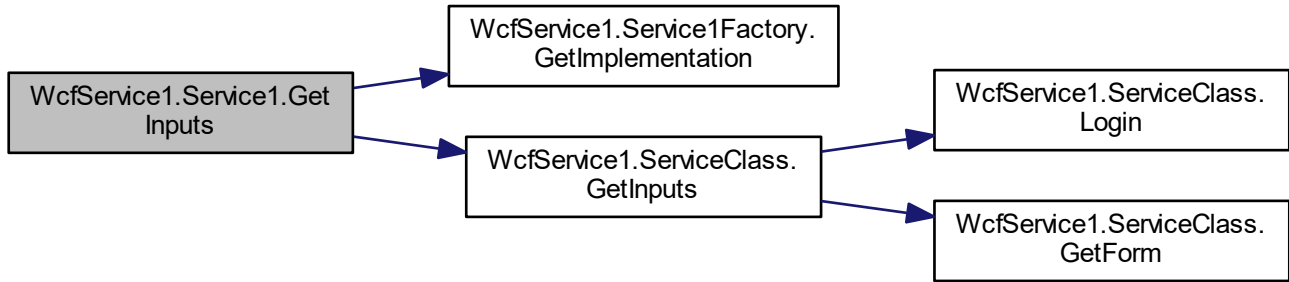 WcfService1.Service1.Get
Inputs
WcfService1.Service1Factory.
GetImplementation
WcfService1.ServiceClass.
GetInputs
WcfService1.ServiceClass.
Login
WcfService1.ServiceClass.
GetForm